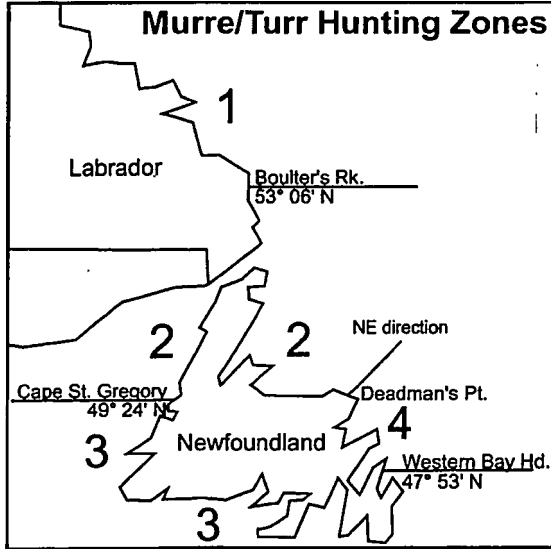 Murre/Turr Hunting Zones
1
Labrador
Boulter's Rk.
53° 06' N
2
2
NE direction
Cape St. Gregory
49° 24' N
Deadman's Pt.
4
3
Newfoundland
Western Bay Hd.
47° 53' N
3